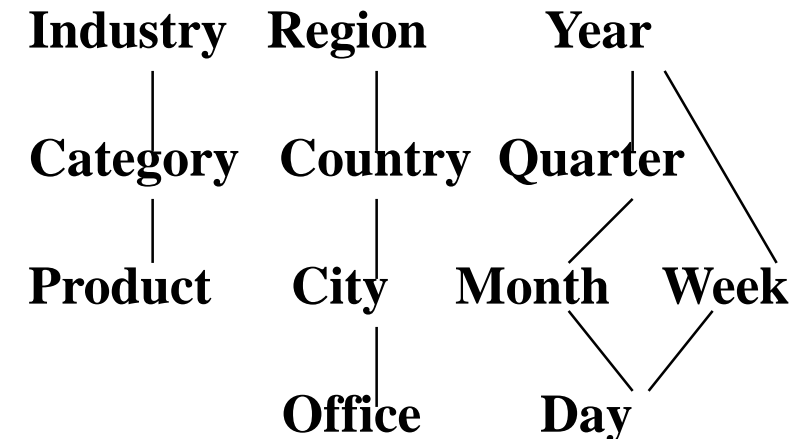 Industry Region Year
Category Country Quarter
Product City Month Week
Office Day